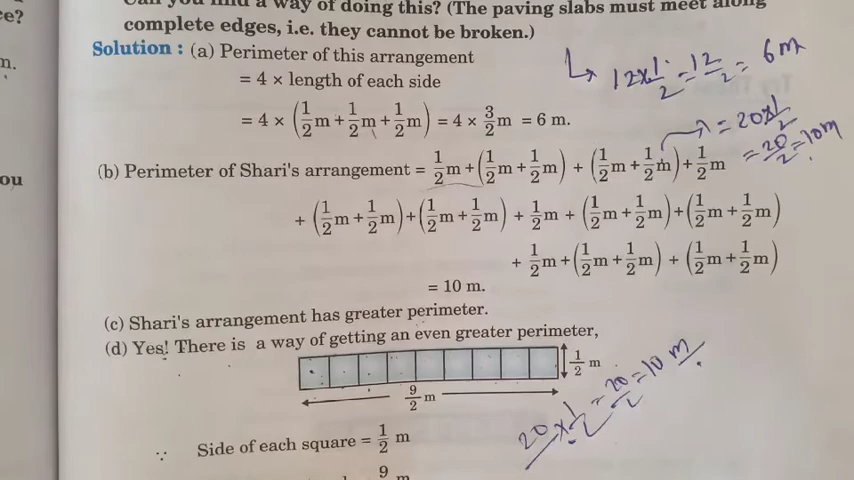 complete edges, i.e. they cannot be broken.)
Solution : (a) Perimeter of this arrangement
= 4 × length of each side
= 4 × (1/2 m + 1/2 m + 1/2 m) = 4 × 3/2 m = 6 m.
12 × 1/2 = 12/2 = 6 m
= 20 × 1/2
= 20/2 = 10 m
(b) Perimeter of Shari's arrangement = 1/2 m + (1/2 m + 1/2 m) + (1/2 m + 1/2 m) + 1/2 m
+ (1/2 m + 1/2 m) + (1/2 m + 1/2 m) + 1/2 m + (1/2 m + 1/2 m) + (1/2 m + 1/2 m)
+ 1/2 m + (1/2 m + 1/2 m) + (1/2 m + 1/2 m)
= 10 m.
(c) Shari's arrangement has greater perimeter.
(d) Yes! There is a way of getting an even greater perimeter,
1/2 m
9/2 m
20 × 1/2 = 20/2 = 10 m
∵ Side of each square = 1/2 m
e?
n.
ou